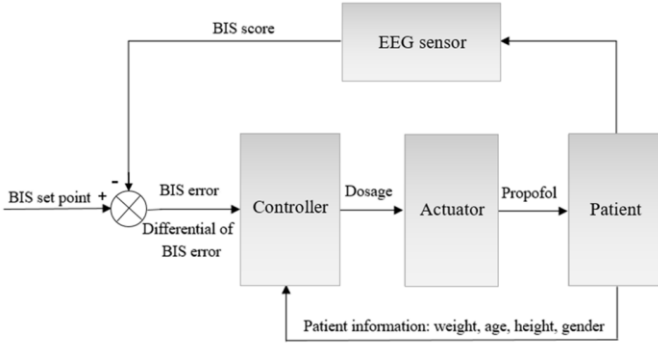 BIS score
EEG sensor
-
BIS set point +
BIS error
Differential of
BIS error
Controller
Dosage
Actuator
Propofol
Patient
Patient information: weight, age, height, gender